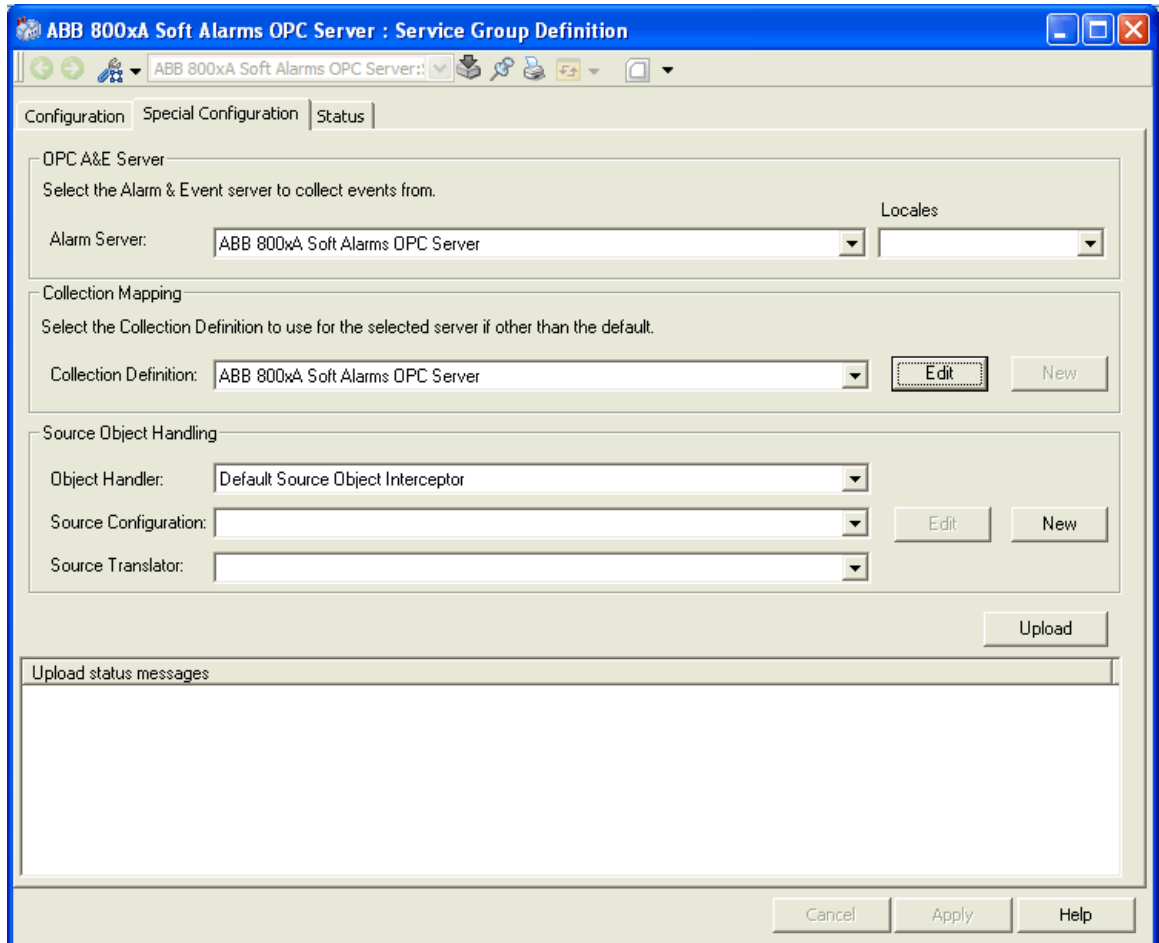 ABB 800xA Soft Alarms OPC Server : Service Group Definition
ABB 800xA Soft Alarms OPC Server:
Configuration Special Configuration Status
OPC A&E Server
Select the Alarm & Event server to collect events from.
Locales
Alarm Server: ABB 800xA Soft Alarms OPC Server
Collection Mapping
Select the Collection Definition to use for the selected server if other than the default.
Collection Definition: ABB 800xA Soft Alarms OPC Server Edit New
Source Object Handling
Object Handler: Default Source Object Interceptor
Source Configuration: Edit New
Source Translator:
Upload
Upload status messages
Cancel Apply Help